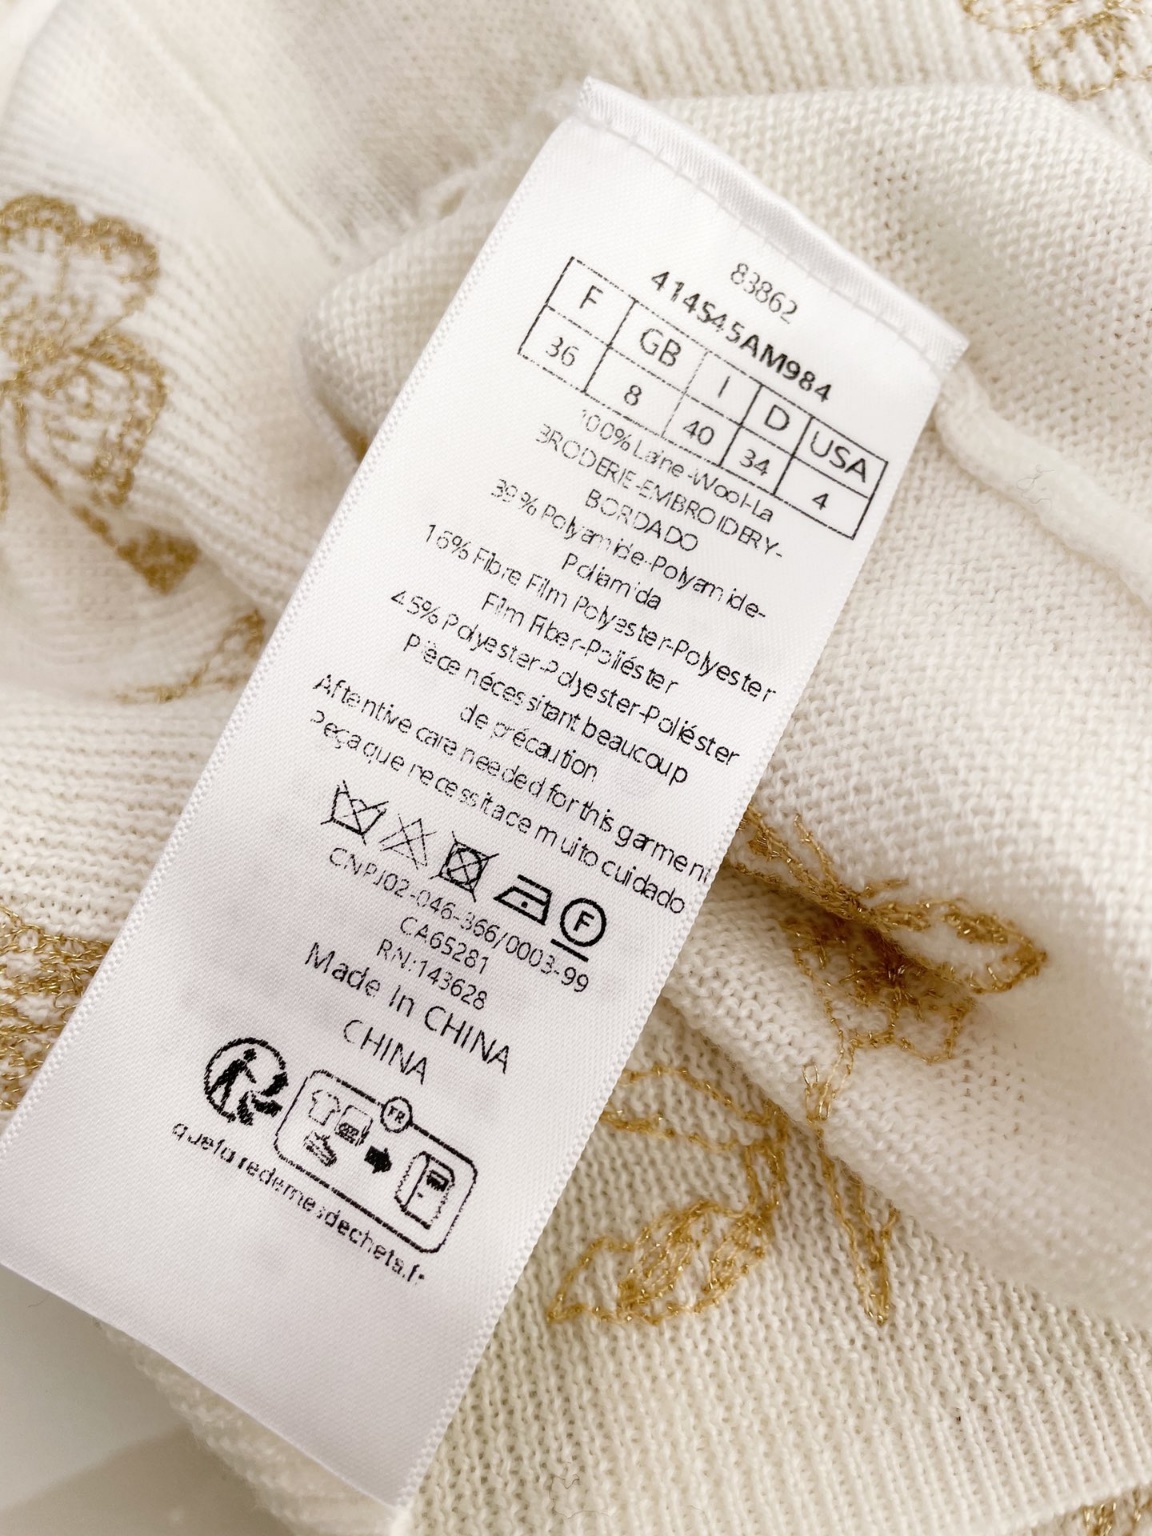 83862
414S45AM984
F GB I D USA
36 8 40 34 4
100% Laine-Wool-La
BRODERIE-EMBROIDERY-
BORDADO
39% Polyamide-Polyamide-
Poliamida
16% Fibre Film Polyester-Polyester
Film Fiber-Poliéster
45% Polyester-Polyester-Poliéster
Pièce nécessitant beaucoup
de précaution
Attentive care needed for this garment
Peça que necessitace muito cuidado
F
CNPJ02-046-366/0003-99
CA65281
RN:143628
Made In CHINA
CHINA
FR
quefairedemesdechets.fr